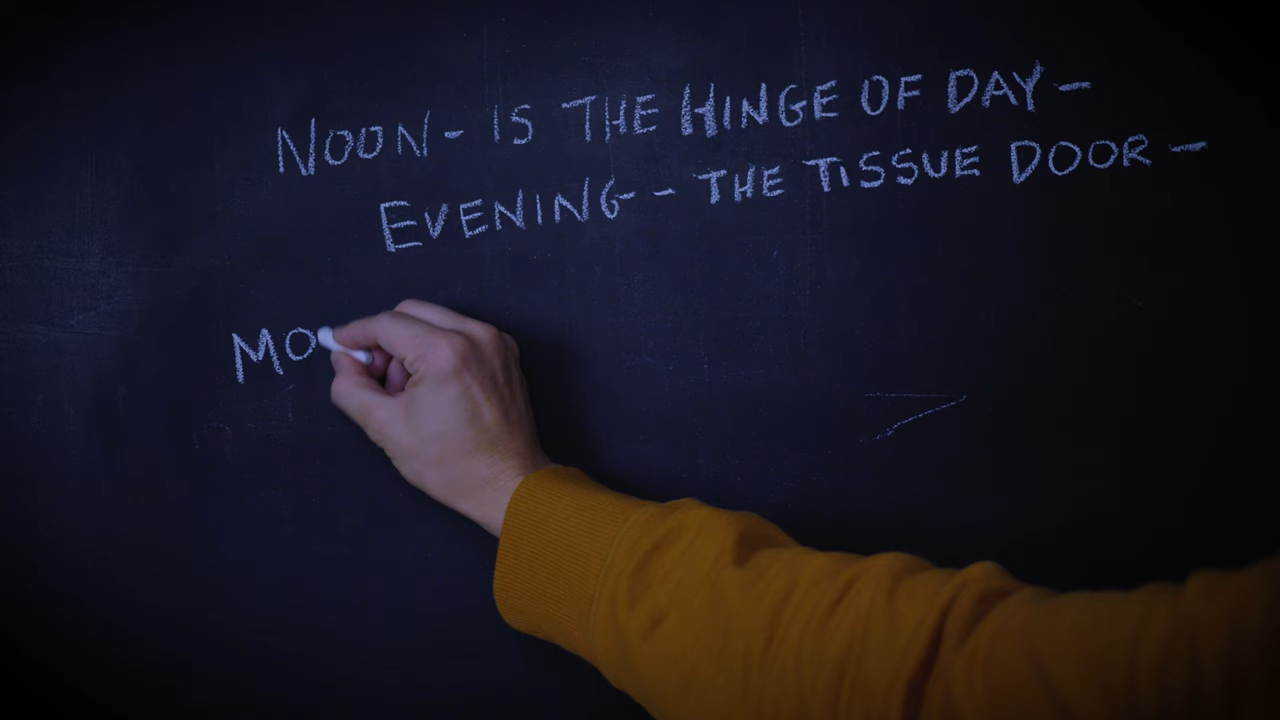 NOON - IS THE HINGE OF DAY -
EVENING - THE TISSUE DOOR -
MO